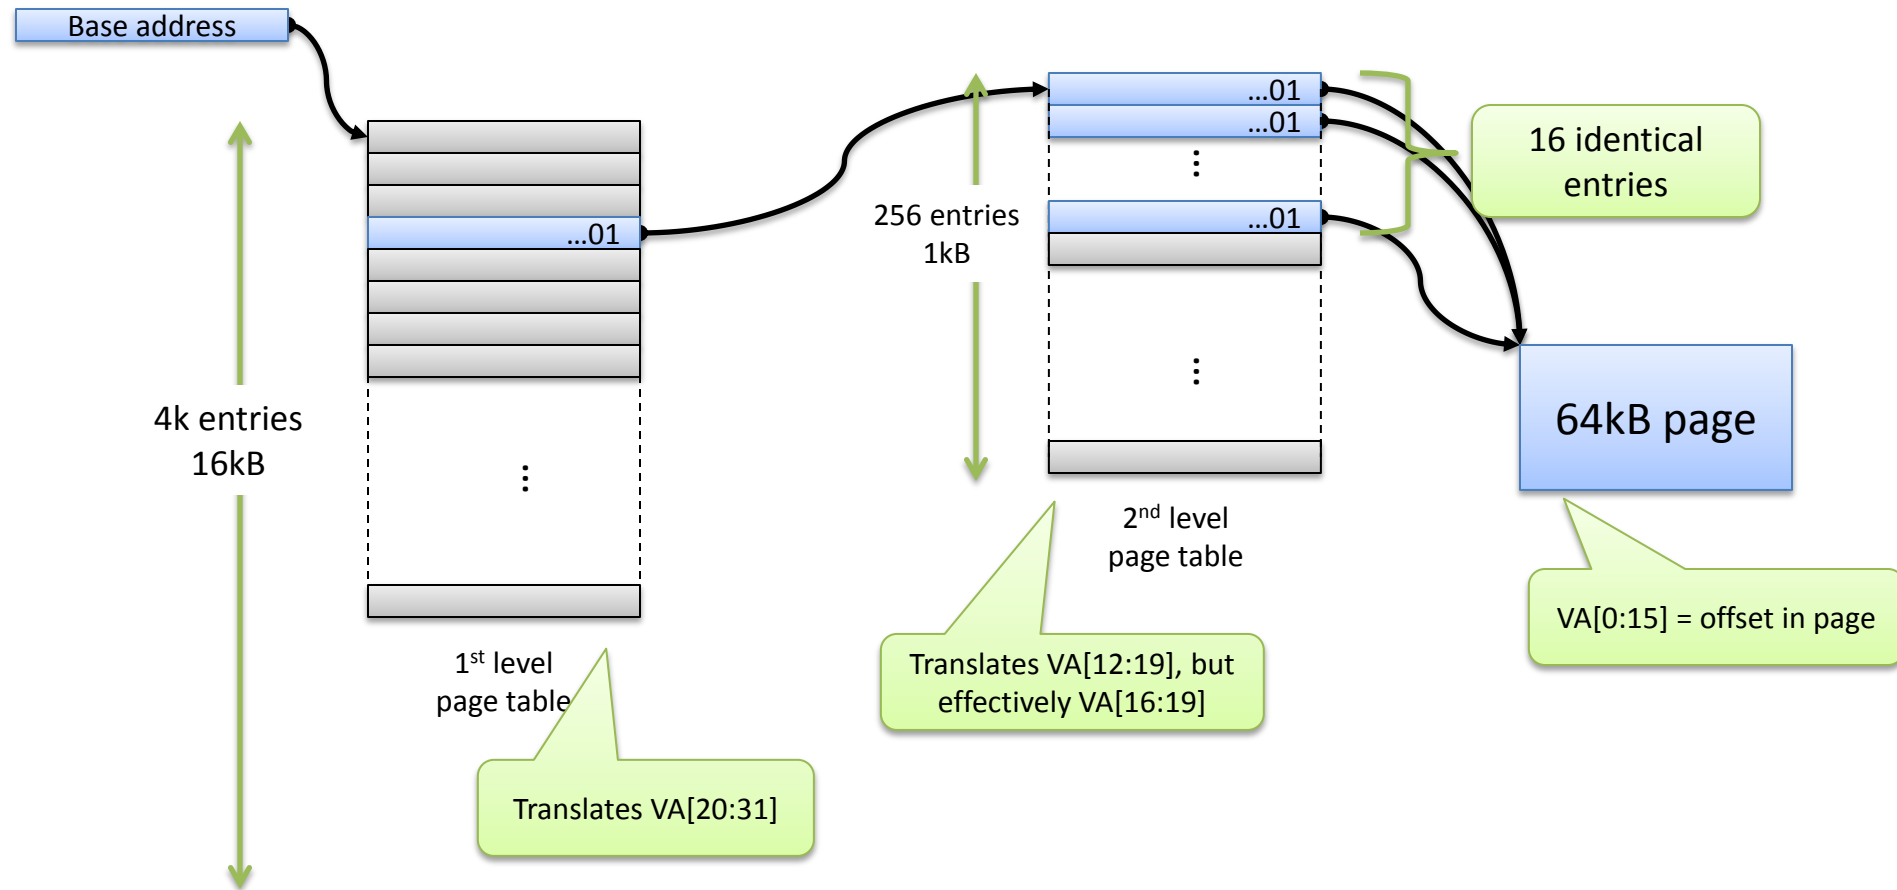 Base address
...01
4k entries
16kB
⋮
1st level
page table
Translates VA[20:31]
256 entries
1kB
...01
...01
⋮
...01
⋮
2nd level
page table
Translates VA[12:19], but
effectively VA[16:19]
16 identical
entries
64kB page
VA[0:15] = offset in page